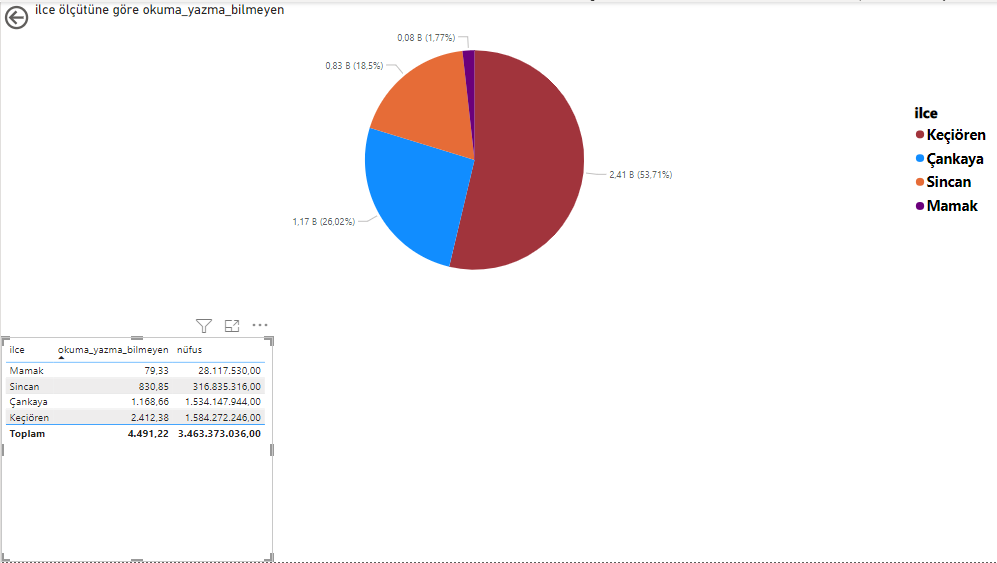 ilce ölçütüne göre okuma_yazma_bilmeyen
0,08 B (1,77%)
0,83 B (18,5%)
2,41 B (53,71%)
1,17 B (26,02%)
ilce
Keçiören
Çankaya
Sincan
Mamak
ilce okuma_yazma_bilmeyen nüfus
Mamak 79,33 28.117.530,00
Sincan 830,85 316.835.316,00
Çankaya 1.168,66 1.534.147.944,00
Keçiören 2.412,38 1.584.272.246,00
Toplam 4.491,22 3.463.373.036,00